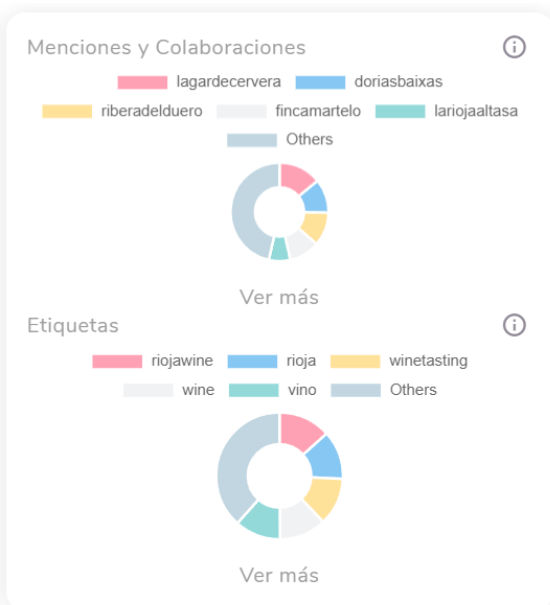 Menciones y Colaboraciones
lagardecervera doriasbaixas
riberadelduero fincamartelo lariojaaltasa
Others
Ver más
Etiquetas
riojawine rioja winetasting
wine vino Others
Ver más